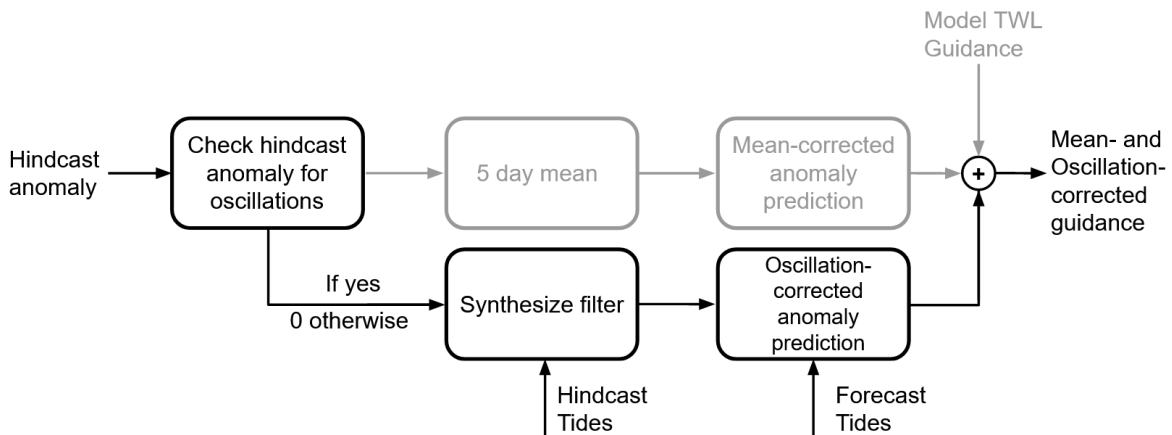 Model TWL
Guidance
Hindcast
anomaly
Check hindcast
anomaly for
oscillations
5 day mean
Mean-corrected
anomaly
prediction
+
Mean- and
Oscillation-
corrected
guidance
If yes
0 otherwise
Synthesize filter
Oscillation-
corrected
anomaly
prediction
Hindcast
Tides
Forecast
Tides